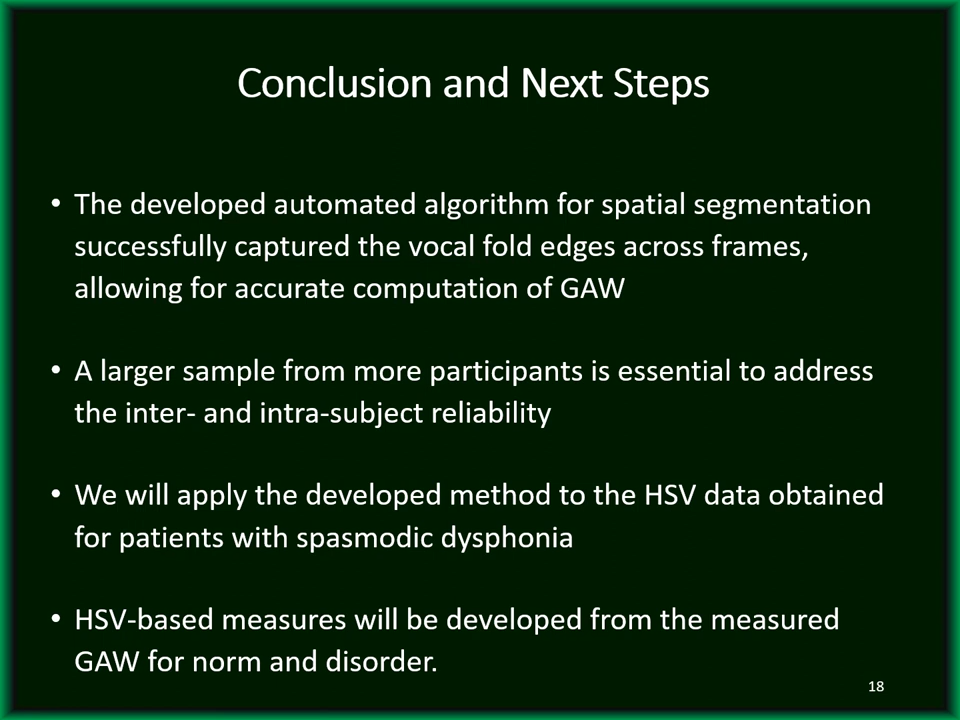 Conclusion and Next Steps
• The developed automated algorithm for spatial segmentation
successfully captured the vocal fold edges across frames,
allowing for accurate computation of GAW
• A larger sample from more participants is essential to address
the inter- and intra-subject reliability
• We will apply the developed method to the HSV data obtained
for patients with spasmodic dysphonia
• HSV-based measures will be developed from the measured
GAW for norm and disorder.
18